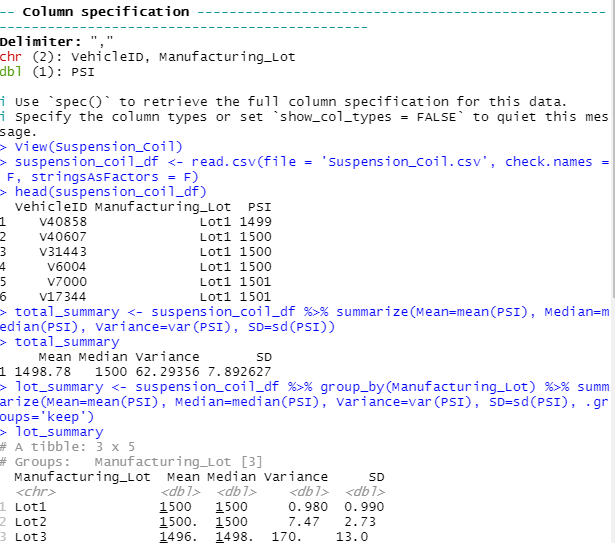 -- Column specification --------------------------------------------------
----------------------------------------------
Delimiter: ","
chr (2): VehicleID, Manufacturing_Lot
dbl (1): PSI

i Use `spec()` to retrieve the full column specification for this data.
i Specify the column types or set `show_col_types = FALSE` to quiet this mes
sage.
> View(Suspension_Coil)
> suspension_coil_df <- read.csv(file = 'Suspension_Coil.csv', check.names =
 F, stringsAsFactors = F)
> head(suspension_coil_df)
  VehicleID Manufacturing_Lot  PSI
1    V40858              Lot1 1499
2    V40607              Lot1 1500
3    V31443              Lot1 1500
4     V6004              Lot1 1500
5     V7000              Lot1 1501
6    V17344              Lot1 1501
> total_summary <- suspension_coil_df %>% summarize(Mean=mean(PSI), Median=m
edian(PSI), Variance=var(PSI), SD=sd(PSI))
> total_summary
     Mean Median Variance       SD
1 1498.78   1500 62.29356 7.892627
> lot_summary <- suspension_coil_df %>% group_by(Manufacturing_Lot) %>% summ
arize(Mean=mean(PSI), Median=median(PSI), Variance=var(PSI), SD=sd(PSI), .gr
oups='keep')
> lot_summary
# A tibble: 3 x 5
# Groups:   Manufacturing_Lot [3]
  Manufacturing_Lot  Mean Median Variance     SD
  <chr>             <dbl>  <dbl>    <dbl>  <dbl>
1 Lot1              1500   1500     0.980  0.990
2 Lot2              1500.  1500     7.47   2.73
3 Lot3              1496.  1498.  170.    13.0